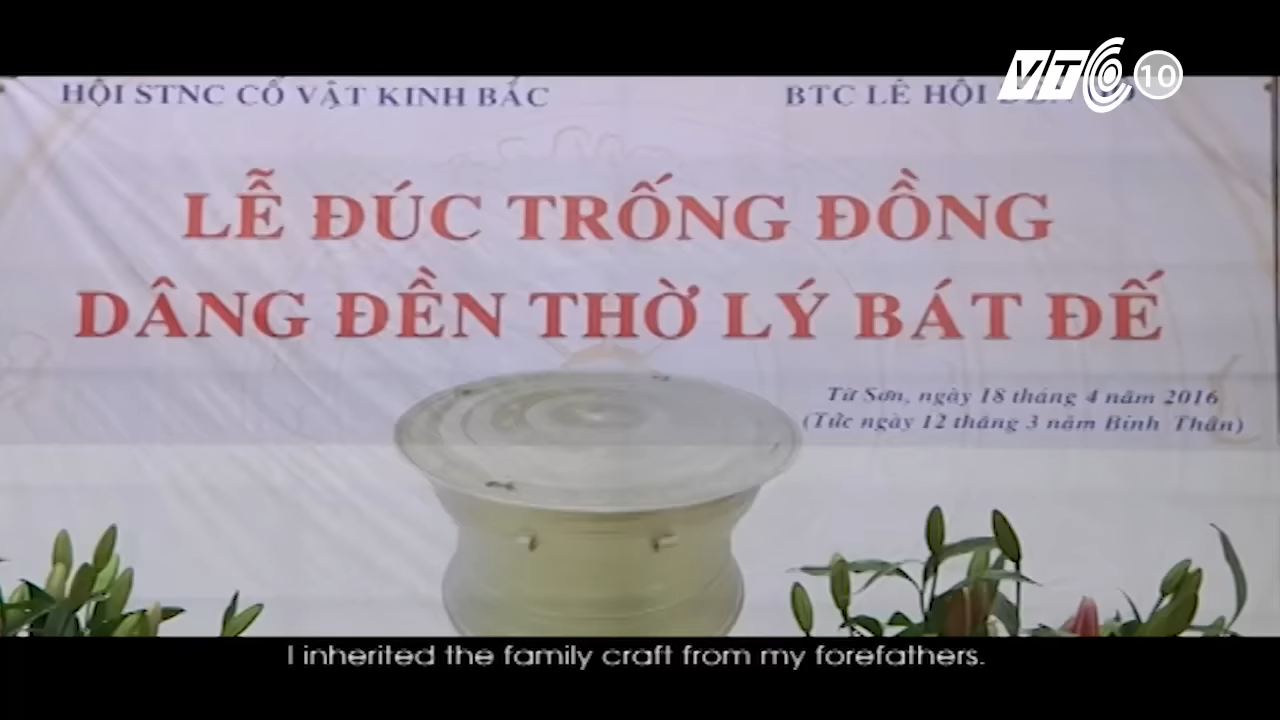 VTC 10
HỘI STNC CỔ VẬT KINH BẮC
BTC LỄ HỘI
LỄ ĐÚC TRỐNG ĐỒNG
DÂNG ĐỀN THỜ LÝ BÁT ĐẾ
Từ Sơn, ngày 18 tháng 4 năm 2016
(Tức ngày 12 tháng 3 năm Bính Thân)
I inherited the family craft from my forefathers.